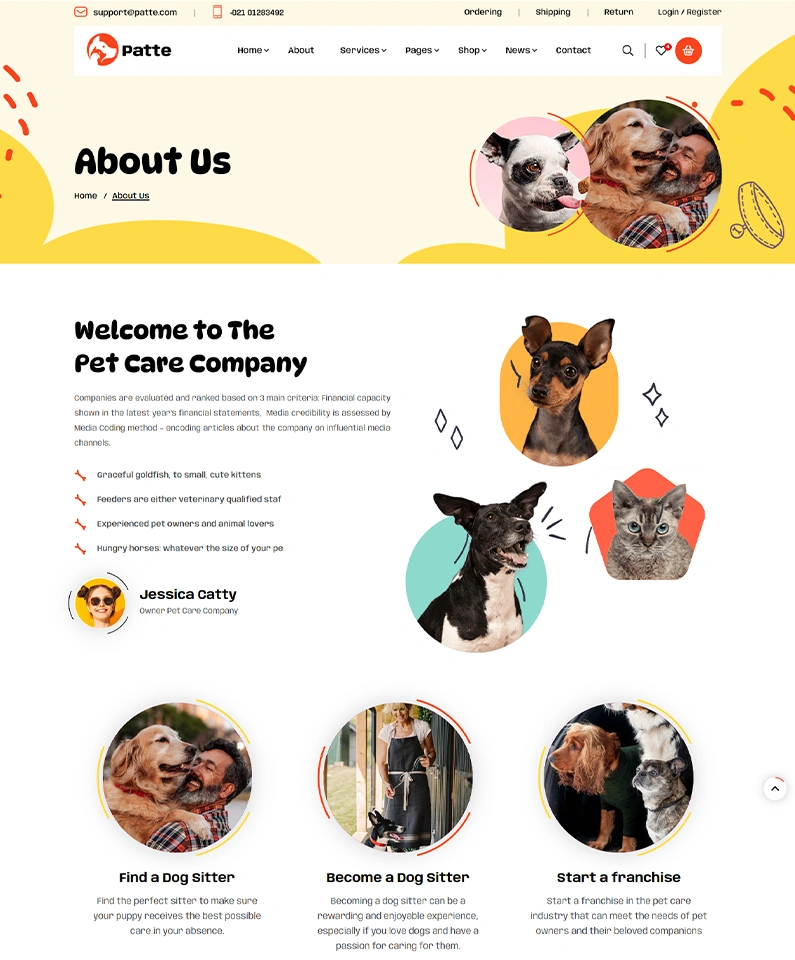 support@patte.com | -021 01283492 Ordering | Shipping | Return Login / Register
Patte Home About Services Pages Shop News Contact
About Us
Home / About Us
Welcome to The
Pet Care Company
Companies are evaluated and ranked based on 3 main criteria: Financial capacity
shown in the latest year's financial statements, Media credibility is assessed by
Media Coding method – encoding articles about the company on influential media
channels.
Graceful goldfish, to small, cute kittens
Feeders are either veterinary qualified staf
Experienced pet owners and animal lovers
Hungry horses: whatever the size of your pe
Jessica Catty
Owner Pet Care Company
Find a Dog Sitter
Find the perfect sitter to make sure
your puppy receives the best possible
care in your absence.
Become a Dog Sitter
Becoming a dog sitter can be a
rewarding and enjoyable experience,
especially if you love dogs and have a
passion for caring for them.
Start a franchise
Start a franchise in the pet care
industry that can meet the needs of pet
owners and their beloved companions